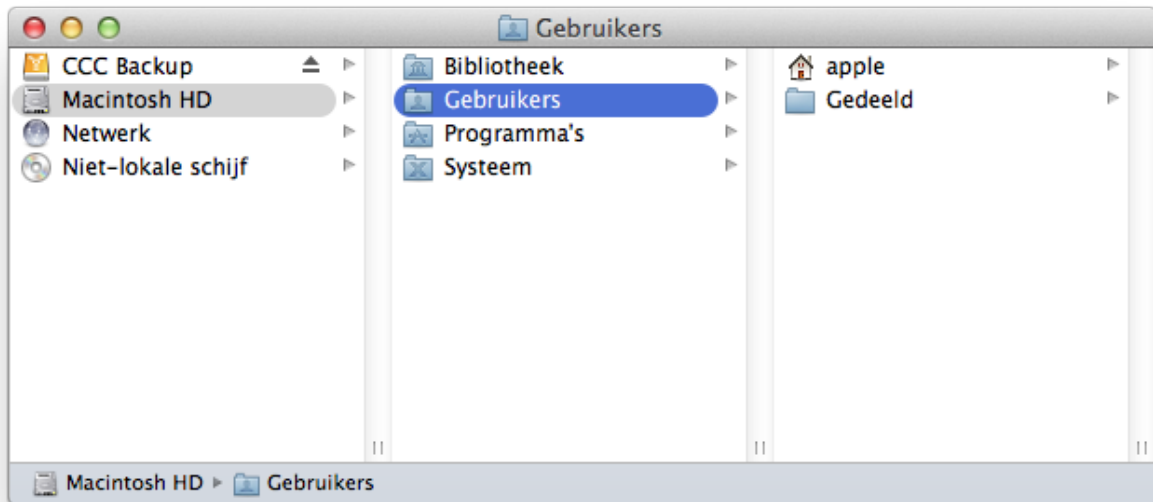 Gebruikers
CCC Backup
Macintosh HD
Netwerk
Niet-lokale schijf
Bibliotheek
Gebruikers
Programma's
Systeem
apple
Gedeeld
Macintosh HD ▸ Gebruikers